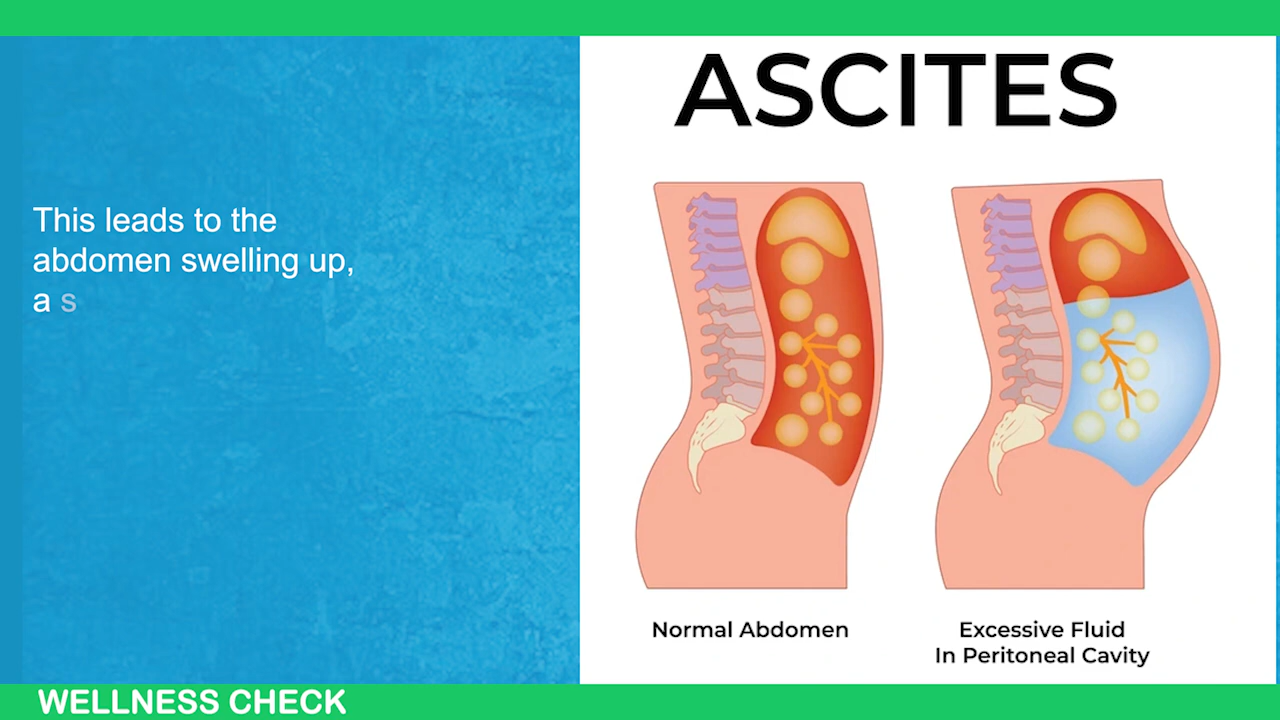 This leads to the
abdomen swelling up,
a s
ASCITES
Normal Abdomen
Excessive Fluid
In Peritoneal Cavity
WELLNESS CHECK